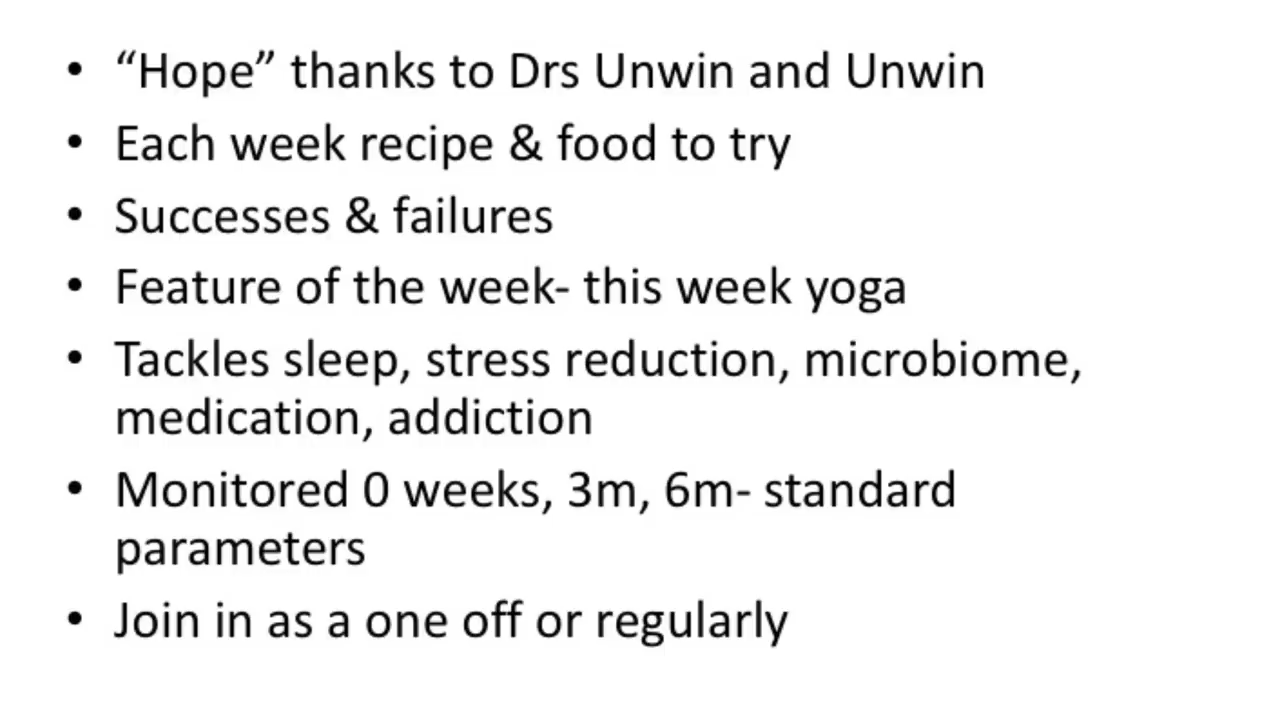 • “Hope” thanks to Drs Unwin and Unwin
• Each week recipe & food to try
• Successes & failures
• Feature of the week- this week yoga
• Tackles sleep, stress reduction, microbiome,
medication, addiction
• Monitored 0 weeks, 3m, 6m- standard
parameters
• Join in as a one off or regularly